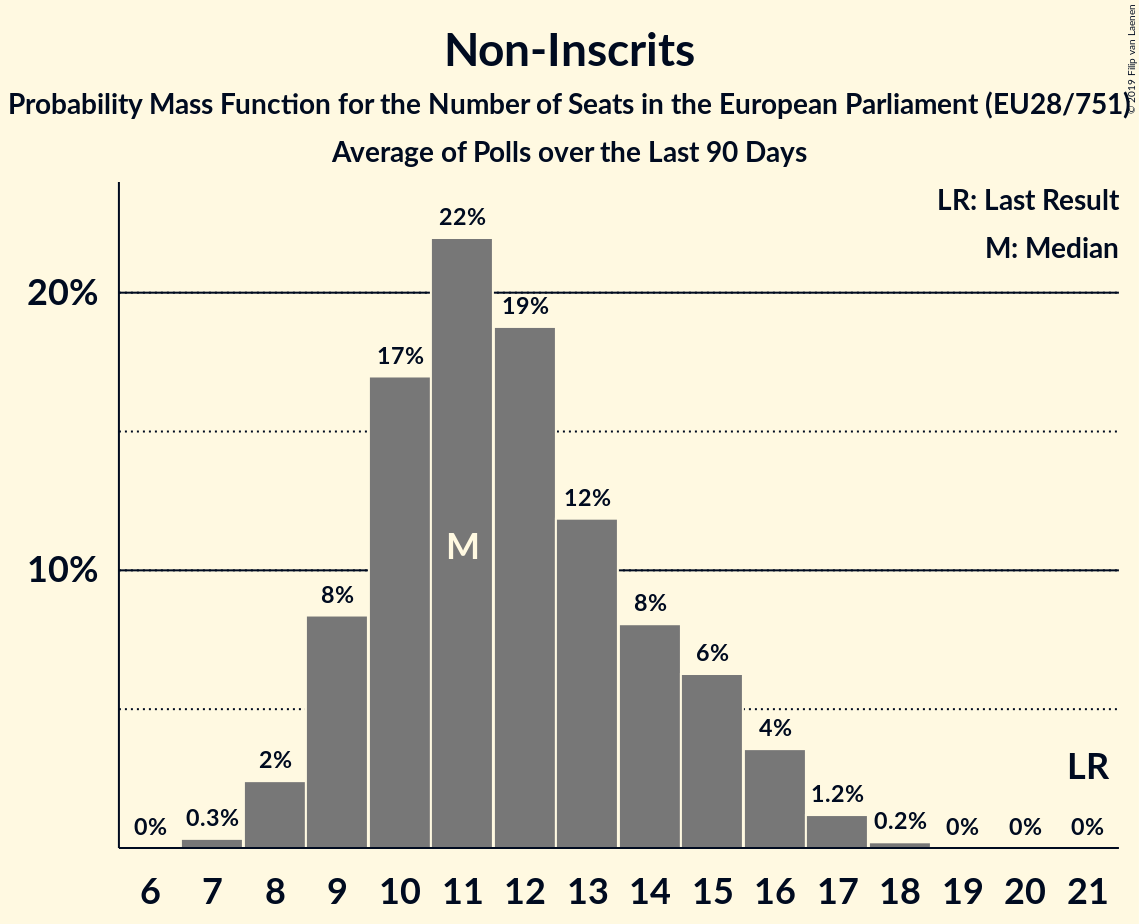 Non-Inscrits
Probability Mass Function for the Number of Seats in the European Parliament (EU28/751)
Average of Polls over the Last 90 Days
© 2019 Filip van Laenen
LR: Last Result
M: Median
22%
20%
19%
17%
12%
M
10%
8%
8%
6%
4%
2%
LR
1.2%
0.3%
0.2%
0%
0%
0%
0%
6 7 8 9 10 11 12 13 14 15 16 17 18 19 20 21